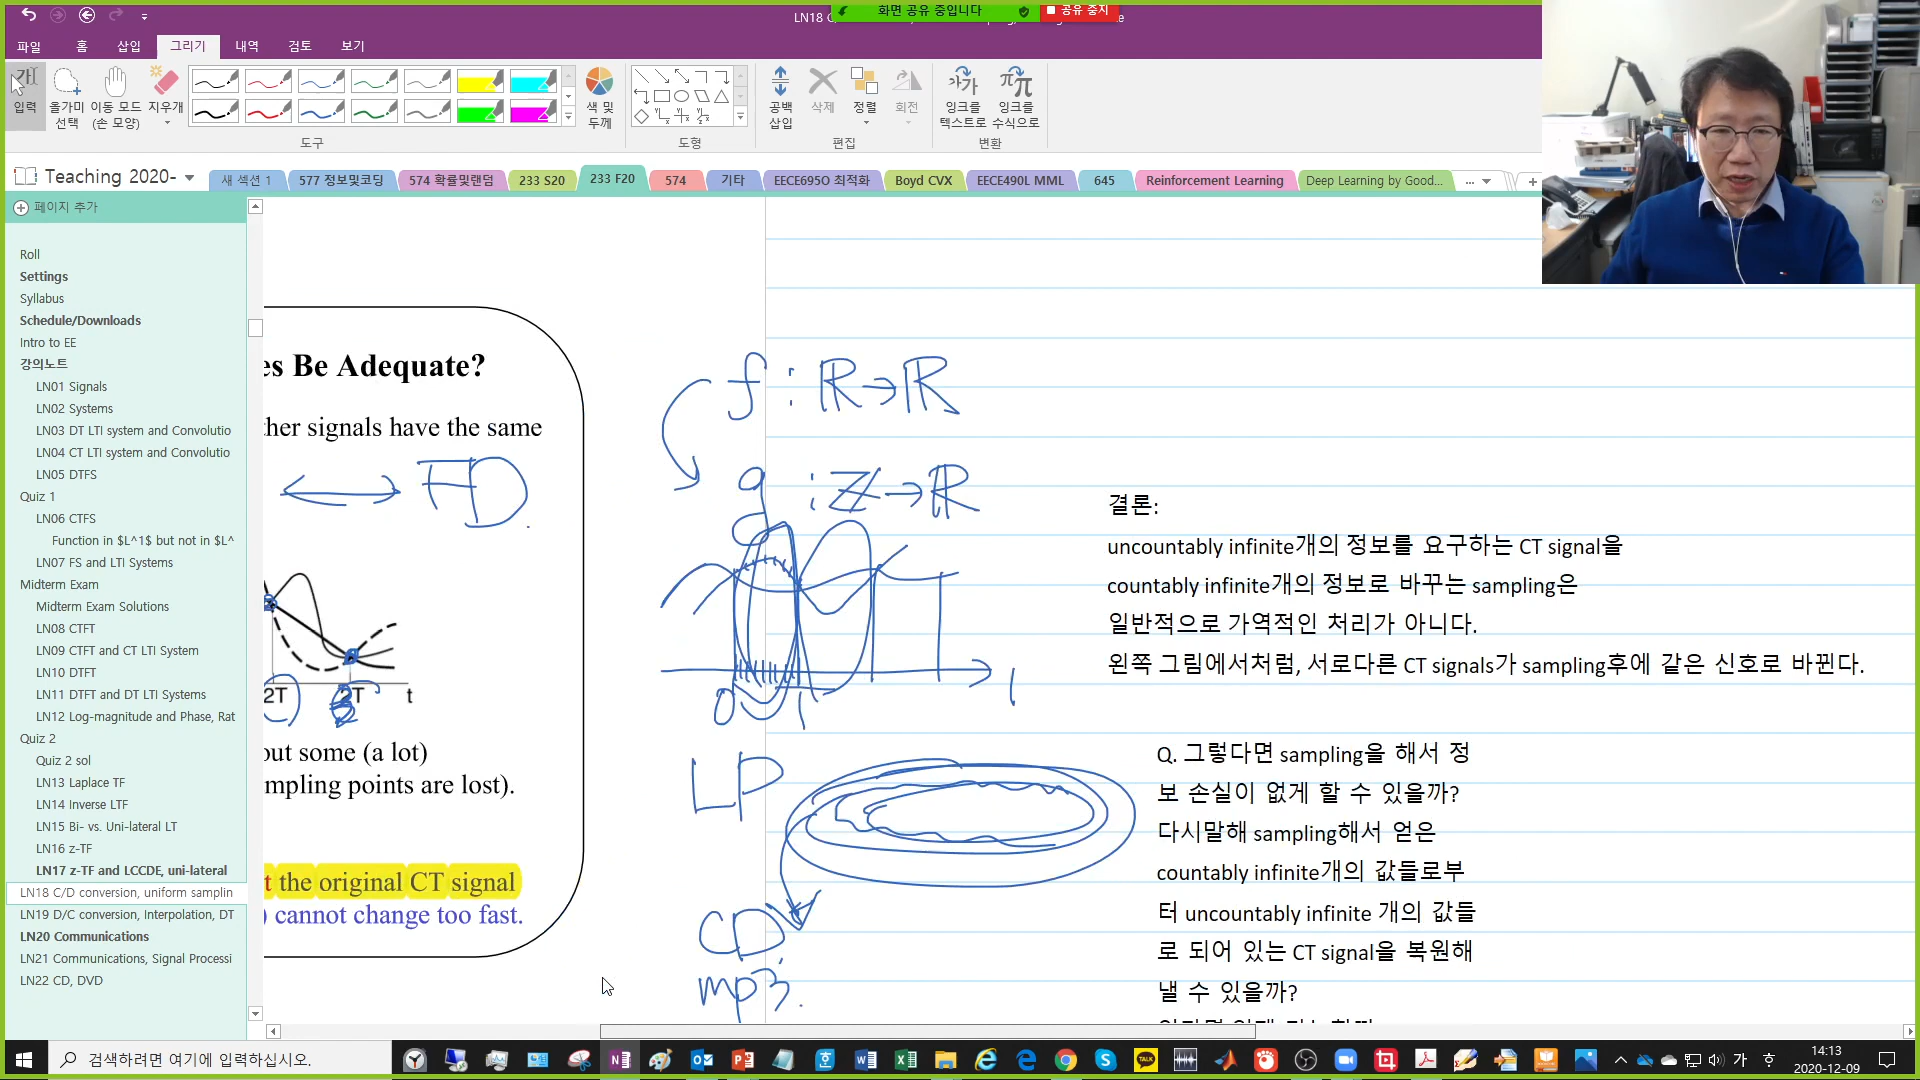 LN18 C/
화면 공유 중입니다
공유 중지
파일 홈 삽입 그리기 내역 검토 보기
입력
올가미 선택
이동 모드 (손 모양)
지우개
색 및 두께
공백 삽입
삭제
정렬
회전
잉크를 텍스트로
잉크를 수식으로
도구 도형 편집 변환
Teaching 2020-
새 섹션 1 577 정보및코딩 574 확률및랜덤 233 S20 233 F20 574 기타 EECE695O 최적화 Boyd CVX EECE490L MML 645 Reinforcement Learning Deep Learning by Good... ...
페이지 추가
Roll
Settings
Syllabus
Schedule/Downloads
Intro to EE
강의노트
LN01 Signals
LN02 Systems
LN03 DT LTI system and Convolutio
LN04 CT LTI system and Convolutio
LN05 DTFS
Quiz 1
LN06 CTFS
Function in $L^1$ but not in $L^
LN07 FS and LTI Systems
Midterm Exam
Midterm Exam Solutions
LN08 CTFT
LN09 CTFT and CT LTI System
LN10 DTFT
LN11 DTFT and DT LTI Systems
LN12 Log-magnitude and Phase, Rat
Quiz 2
Quiz 2 sol
LN13 Laplace TF
LN14 Inverse LTF
LN15 Bi- vs. Uni-lateral LT
LN16 z-TF
LN17 z-TF and LCCDE, uni-lateral
LN18 C/D conversion, uniform samplin
LN19 D/C conversion, Interpolation, DT
LN20 Communications
LN21 Communications, Signal Processi
LN22 CD, DVD
es Be Adequate?
ther signals have the same
FD
2T
t
out some (a lot)
mpling points are lost).
t the original CT signal
) cannot change too fast.
f : ℝ→ℝ
g : ℤ→ℝ
0 1
LP
CD
mp3.
결론:
uncountably infinite개의 정보를 요구하는 CT signal을
countably infinite개의 정보로 바꾸는 sampling은
일반적으로 가역적인 처리가 아니다.
왼쪽 그림에서처럼, 서로다른 CT signals가 sampling후에 같은 신호로 바뀐다.
Q. 그렇다면 sampling을 해서 정
보 손실이 없게 할 수 있을까?
다시말해 sampling해서 얻은
countably infinite개의 값들로부
터 uncountably infinite 개의 값들
로 되어 있는 CT signal을 복원해
낼 수 있을까?
검색하려면 여기에 입력하십시오.
가
14:13
2020-12-09